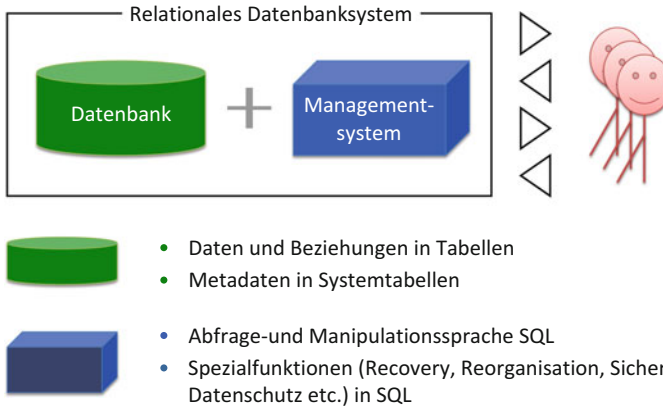 Relationales Datenbanksystem
Datenbank
Management-
system
• Daten und Beziehungen in Tabellen
• Metadaten in Systemtabellen
• Abfrage-und Manipulationssprache SQL
• Spezialfunktionen (Recovery, Reorganisation,
Datenschutz etc.) in SQL